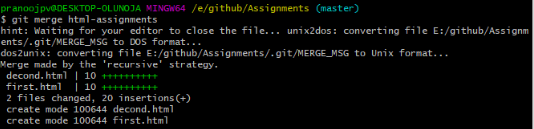 pranoojpv@DESKTOP-OLUNOJA MINGW64 /e/github/Assignments (master)
$ git merge html-assignments
hint: Waiting for your editor to close the file... unix2dos: converting file E:/github/Assignm
ents/.git/MERGE_MSG to DOS format...
dos2unix: converting file E:/github/Assignments/.git/MERGE_MSG to Unix format...
Merge made by the 'recursive' strategy.
 decond.html | 10 ++++++++++
 first.html  | 10 ++++++++++
 2 files changed, 20 insertions(+)
 create mode 100644 decond.html
 create mode 100644 first.html